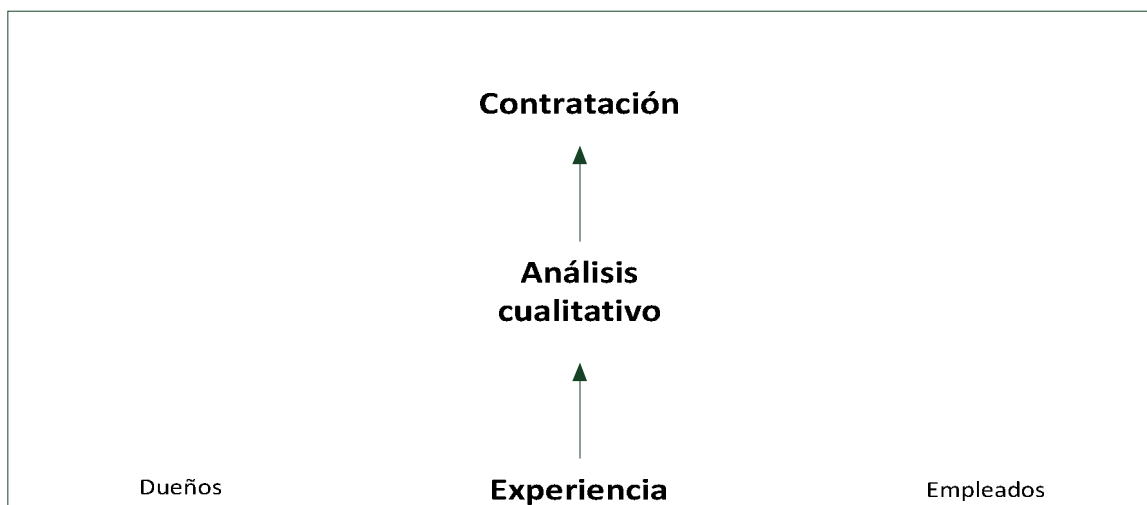 Contratación
Análisis
cualitativo
Dueños Experiencia Empleados